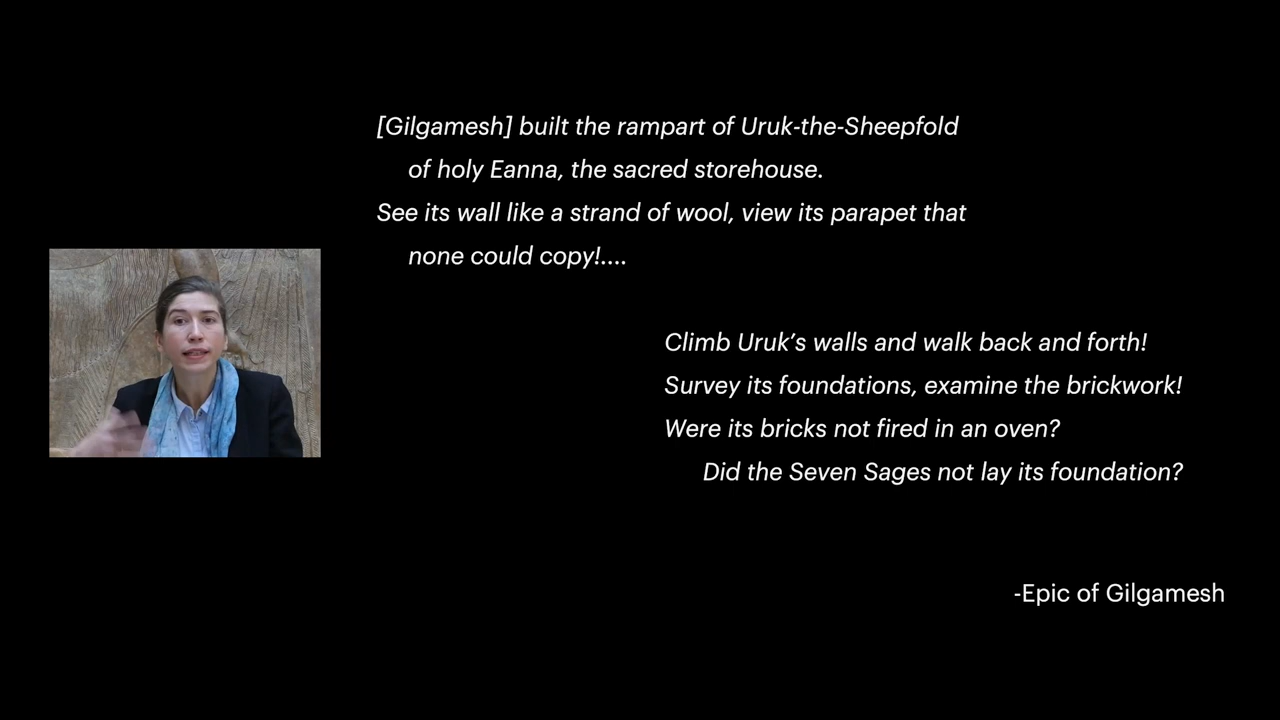 [Gilgamesh] built the rampart of Uruk-the-Sheepfold
of holy Eanna, the sacred storehouse.
See its wall like a strand of wool, view its parapet that
none could copy!....
Climb Uruk’s walls and walk back and forth!
Survey its foundations, examine the brickwork!
Were its bricks not fired in an oven?
Did the Seven Sages not lay its foundation?
-Epic of Gilgamesh